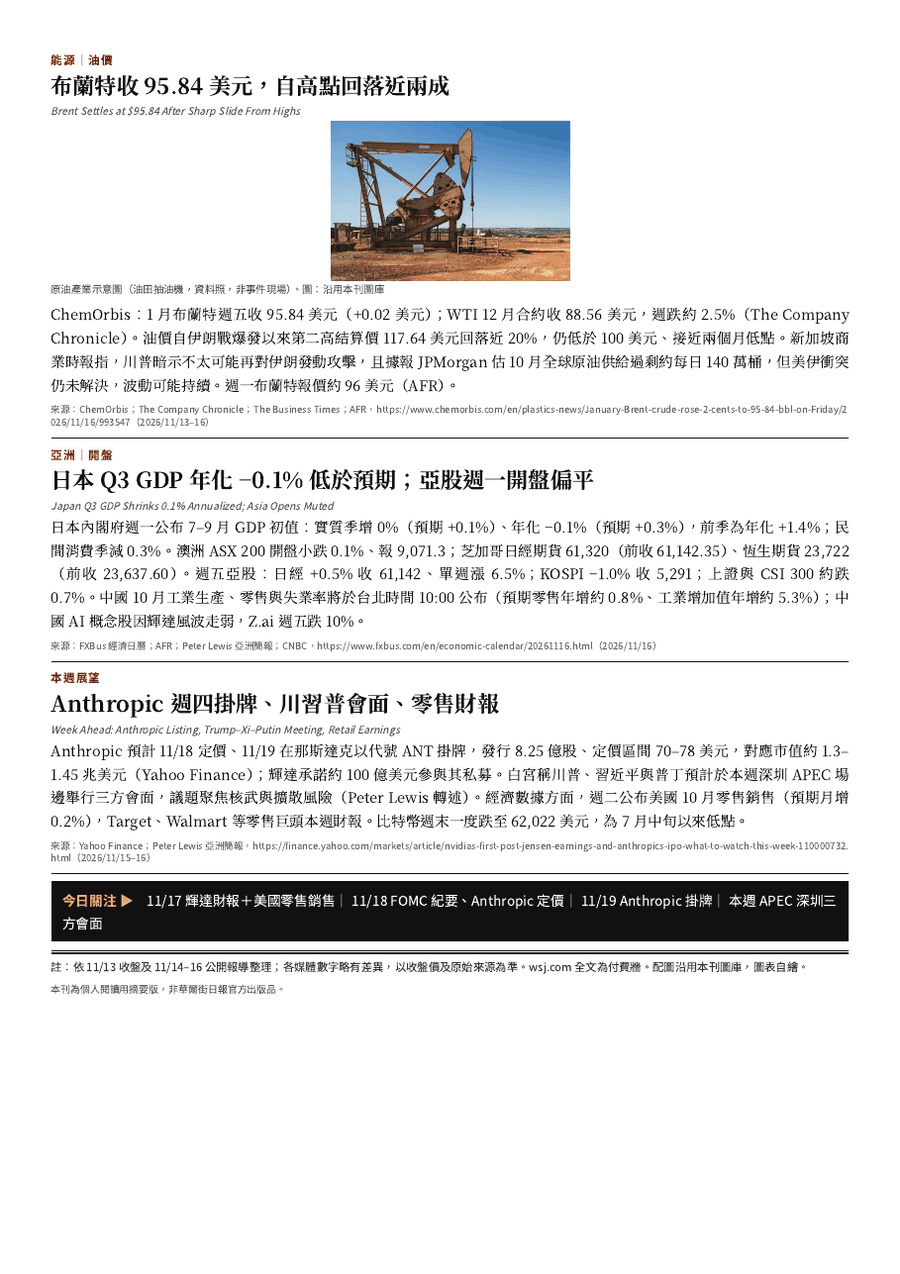 能源｜油價
布蘭特收 95.84 美元，自高點回落近兩成
Brent Settles at $95.84 After Sharp Slide From Highs
原油產業示意圖（油田抽油機，資料照，非事件現場）。圖：沿用本刊圖庫
ChemOrbis：1 月布蘭特週五收 95.84 美元（+0.02 美元）；WTI 12 月合約收 88.56 美元，週跌約 2.5%（The Company
Chronicle）。油價自伊朗戰爆發以來第二高結算價 117.64 美元回落近 20%，仍低於 100 美元、接近兩個月低點。新加坡商
業時報指，川普暗示不太可能再對伊朗發動攻擊，且據報 JPMorgan 估 10 月全球原油供給過剩約每日 140 萬桶，但美伊衝突
仍未解決，波動可能持續。週一布蘭特報價約 96 美元（AFR）。
來源：ChemOrbis；The Company Chronicle；The Business Times；AFR，https://www.chemorbis.com/en/plastics-news/January-Brent-crude-rose-2-cents-to-95-84-bbl-on-Friday/2
026/11/16/993547（2026/11/13–16）
亞洲｜開盤
日本 Q3 GDP 年化 −0.1% 低於預期；亞股週一開盤偏平
Japan Q3 GDP Shrinks 0.1% Annualized; Asia Opens Muted
日本內閣府週一公布 7–9 月 GDP 初值：實質季增 0%（預期 +0.1%）、年化 −0.1%（預期 +0.3%），前季為年化 +1.4%；民
間消費季減 0.3%。澳洲 ASX 200 開盤小跌 0.1%、報 9,071.3；芝加哥日經期貨 61,320（前收 61,142.35）、恆生期貨 23,722
（前收 23,637.60）。週五亞股：日經 +0.5% 收 61,142、單週漲 6.5%；KOSPI −1.0% 收 5,291；上證與 CSI 300 約跌
0.7%。中國 10 月工業生產、零售與失業率將於台北時間 10:00 公布（預期零售年增約 0.8%、工業增加值年增約 5.3%）；中
國 AI 概念股因輝達風波走弱，Z.ai 週五跌 10%。
來源：FXBus 經濟日曆；AFR；Peter Lewis 亞洲簡報；CNBC，https://www.fxbus.com/en/economic-calendar/20261116.html（2026/11/16）
本週展望
Anthropic 週四掛牌、川習普會面、零售財報
Week Ahead: Anthropic Listing, Trump–Xi–Putin Meeting, Retail Earnings
Anthropic 預計 11/18 定價、11/19 在那斯達克以代號 ANT 掛牌，發行 8.25 億股、定價區間 70–78 美元，對應市值約 1.3–
1.45 兆美元（Yahoo Finance）；輝達承諾約 100 億美元參與其私募。白宮稱川普、習近平與普丁預計於本週深圳 APEC 場
邊舉行三方會面，議題聚焦核武與擴散風險（Peter Lewis 轉述）。經濟數據方面，週二公布美國 10 月零售銷售（預期月增
0.2%），Target、Walmart 等零售巨頭本週財報。比特幣週末一度跌至 62,022 美元，為 7 月中旬以來低點。
來源：Yahoo Finance；Peter Lewis 亞洲簡報，https://finance.yahoo.com/markets/article/nvidias-first-post-jensen-earnings-and-anthropics-ipo-what-to-watch-this-week-110000732.
html（2026/11/15–16）
今日關注 ▶ 11/17 輝達財報＋美國零售銷售｜ 11/18 FOMC 紀要、Anthropic 定價｜ 11/19 Anthropic 掛牌｜ 本週 APEC 深圳三
方會面
註：依 11/13 收盤及 11/14–16 公開報導整理；各媒體數字略有差異，以收盤價及原始來源為準。wsj.com 全文為付費牆。配圖沿用本刊圖庫，圖表自繪。
本刊為個人閱讀用摘要版，非華爾街日報官方出版品。